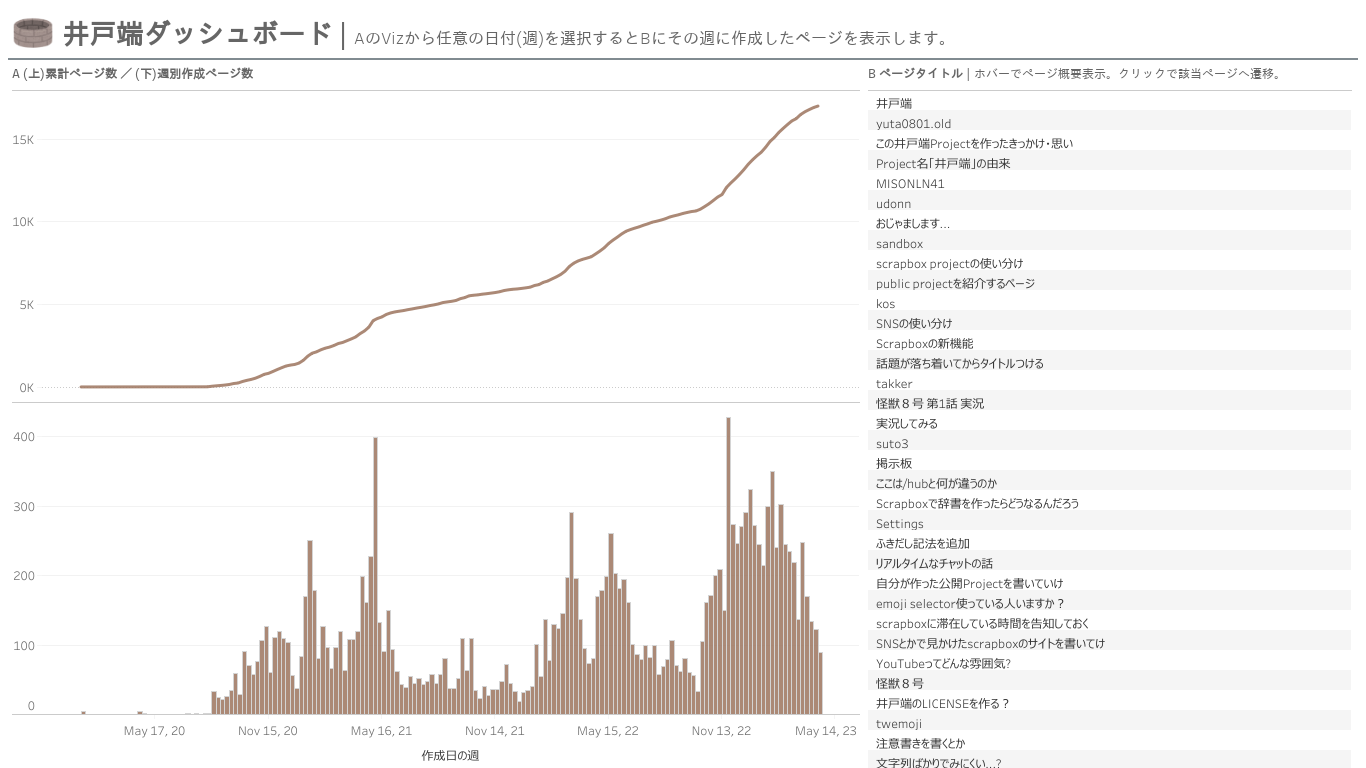 井戸端ダッシュボード | AのVizから任意の日付(週)を選択するとBにその週に作成したページを表示します。
A (上)累計ページ数 ／ (下)週別作成ページ数
15K
10K
5K
0K
400
300
200
100
0
May 17, 20
Nov 15, 20
May 16, 21
Nov 14, 21
May 15, 22
Nov 13, 22
May 14, 23
作成日の週
B ページタイトル | ホバーでページ概要表示。クリックで該当ページへ遷移。
井戸端
yuta0801.old
この井戸端Projectを作ったきっかけ・思い
Project名「井戸端」の由来
MISONLN41
udonn
おじゃまします…
sandbox
scrapbox projectの使い分け
public projectを紹介するページ
kos
SNSの使い分け
Scrapboxの新機能
話題が落ち着いてからタイトルつける
takker
怪獣８号 第1話 実況
実況してみる
suto3
掲示板
ここは/hubと何が違うのか
Scrapboxで辞書を作ったらどうなるんだろう
Settings
ふきだし記法を追加
リアルタイムなチャットの話
自分が作った公開Projectを書いていけ
emoji selector使っている人いますか？
scrapboxに滞在している時間を告知しておく
SNSとかで見かけたscrapboxのサイトを書いてけ
YouTubeってどんな雰囲気?
怪獣８号
井戸端のLICENSEを作る？
twemoji
注意書きを書くとか
文字列ばかりでみにくい…?